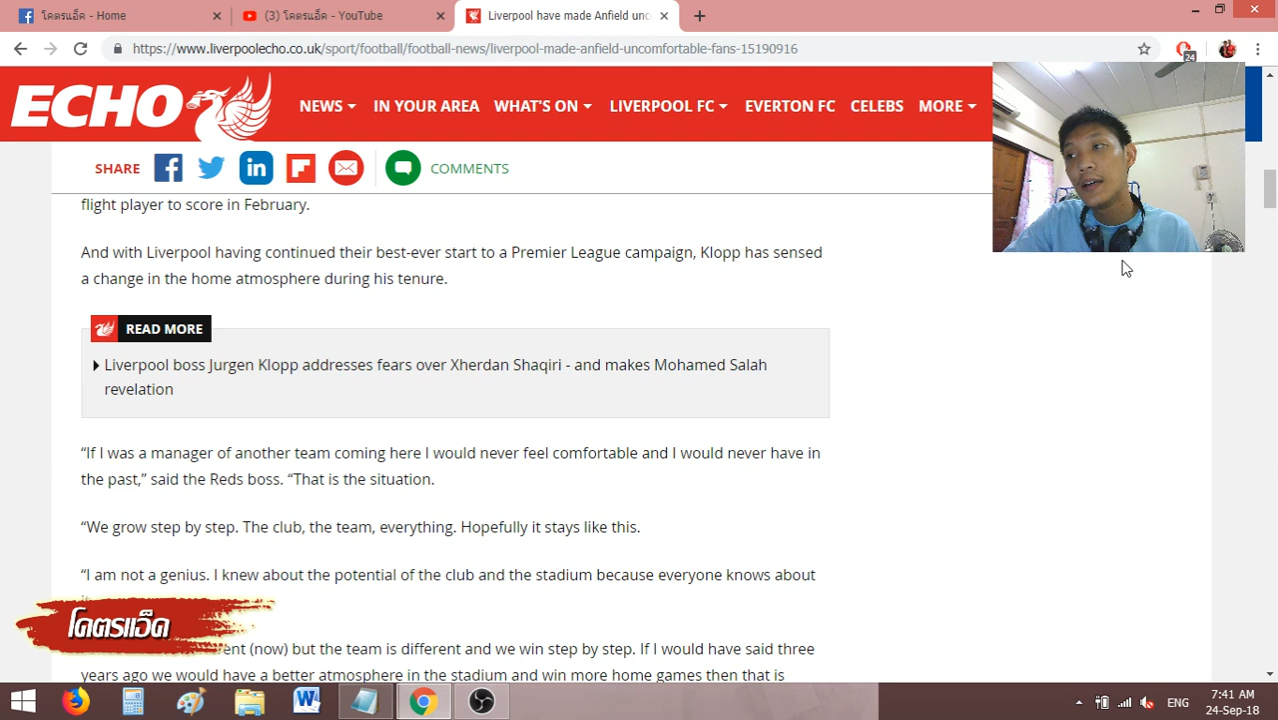 โคตรแอ็ด - Home
(3) โคตรแอ็ด - YouTube
Liverpool have made Anfield unc
https://www.liverpoolecho.co.uk/sport/football/football-news/liverpool-made-anfield-uncomfortable-fans-15190916
24
ECHO
NEWS
IN YOUR AREA
WHAT'S ON
LIVERPOOL FC
EVERTON FC
CELEBS
MORE
SHARE
COMMENTS
flight player to score in February.
And with Liverpool having continued their best-ever start to a Premier League campaign, Klopp has sensed
a change in the home atmosphere during his tenure.
READ MORE
Liverpool boss Jurgen Klopp addresses fears over Xherdan Shaqiri - and makes Mohamed Salah
revelation
“If I was a manager of another team coming here I would never feel comfortable and I would never have in
the past,” said the Reds boss. “That is the situation.
“We grow step by step. The club, the team, everything. Hopefully it stays like this.
“I am not a genius. I knew about the potential of the club and the stadium because everyone knows about
โคตรแอ็ด
(now) but the team is different and we win step by step. If I would have said three
years ago we would have a better atmosphere in the stadium and win more home games then that is
ENG
7:41 AM
24-Sep-18